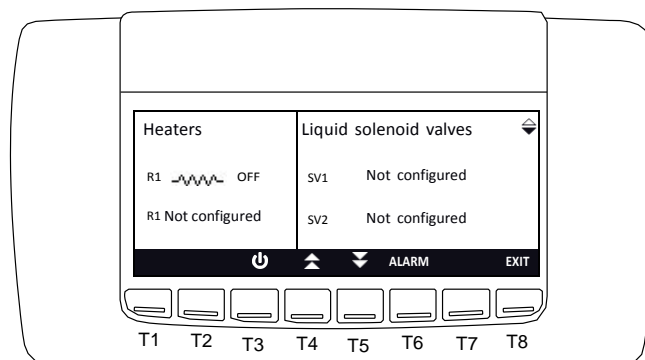 Heaters
Liquid solenoid valves
R1 OFF
SV1 Not configured
R1 Not configured
SV2 Not configured
ALARM EXIT
T1 T2 T3 T4 T5 T6 T7 T8